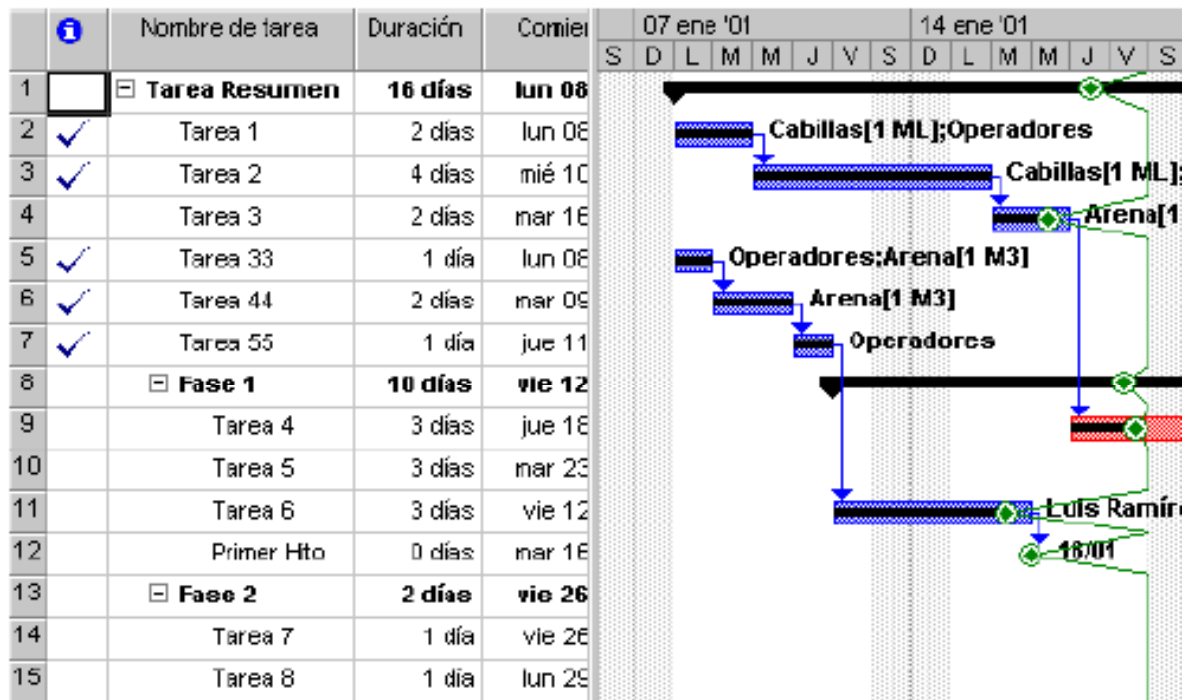 Nombre de tarea Duración Comien 07 ene '01 14 ene '01
S D L M M J V S D L M M J V S
1 Tarea Resumen 16 días lun 08
2 Tarea 1 2 días lun 08 Cabillas[1 ML];Operadores
3 Tarea 2 4 días mié 10 Cabillas[1 ML];
4 Tarea 3 2 días mar 16 Arena[1
5 Tarea 33 1 día lun 08 Operadores;Arena[1 M3]
6 Tarea 44 2 días mar 09 Arena[1 M3]
7 Tarea 55 1 día jue 11 Operadores
8 Fase 1 10 días vie 12
9 Tarea 4 3 días jue 18
10 Tarea 5 3 días mar 23
11 Tarea 6 3 días vie 12 Luis Ramíre
12 Primer Hito 0 días mar 16 16/01
13 Fase 2 2 días vie 26
14 Tarea 7 1 día vie 26
15 Tarea 8 1 día lun 29